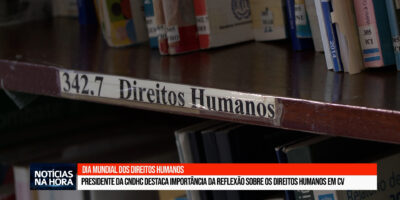 342.7 Direitos Humanos
NOTÍCIAS
NA HORA
DIA MUNDIAL DOS DIREITOS HUMANOS
PRESIDENTE DA CNDHC DESTACA IMPORTÂNCIA DA REFLEXÃO SOBRE OS DIREITOS HUMANOS EM CV